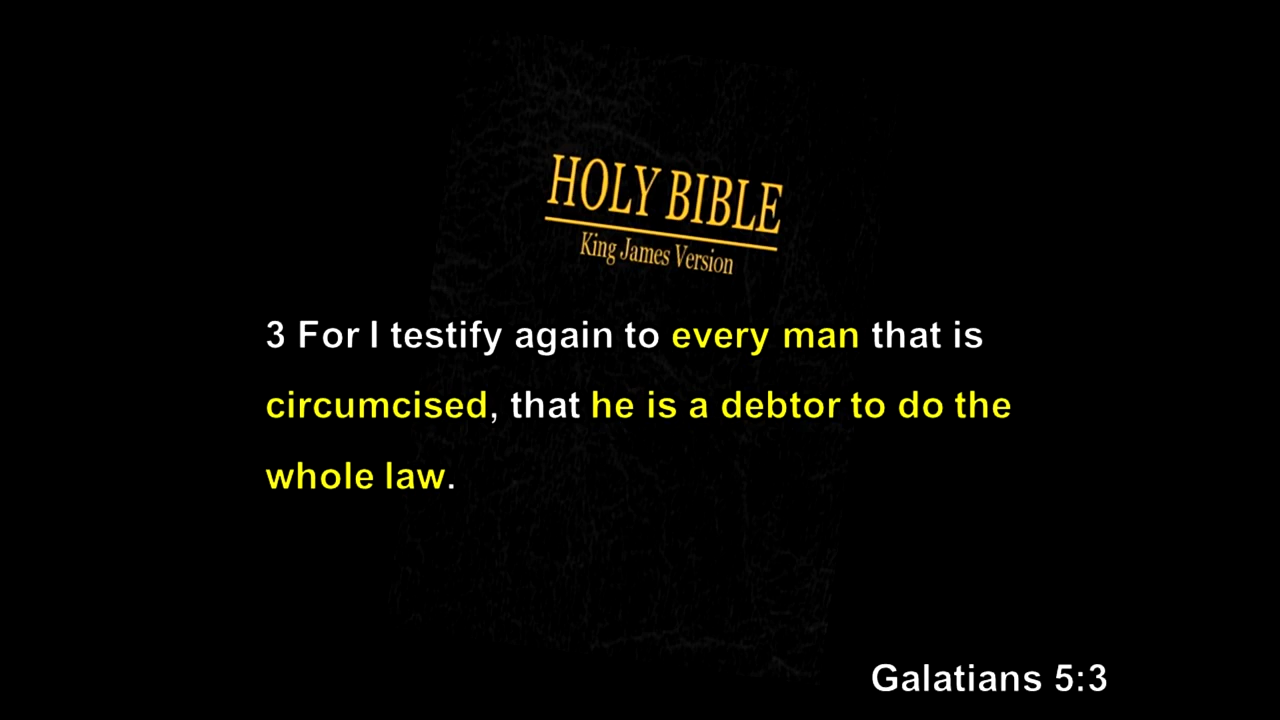 HOLY BIBLE
King James Version
3 For I testify again to every man that is
circumcised, that he is a debtor to do the
whole law.
Galatians 5:3